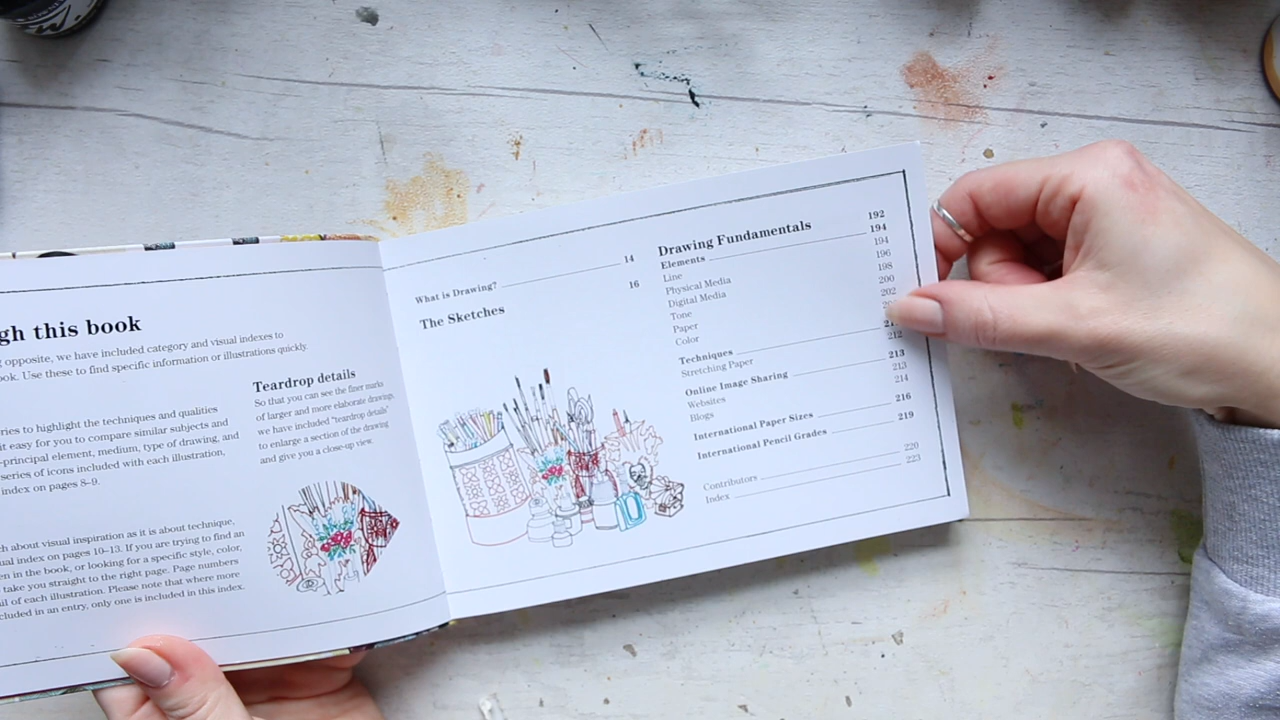 gh this book
g opposite, we have included category and visual indexes to
ook. Use these to find specific information or illustrations quickly.
ries to highlight the techniques and qualities
it easy for you to compare similar subjects and
-principal element, medium, type of drawing, and
series of icons included with each illustration,
index on pages 8–9.
ch about visual inspiration as it is about technique,
ual index on pages 10–13. If you are trying to find an
en in the book, or looking for a specific style, color,
take you straight to the right page. Page numbers
ail of each illustration. Please note that where more
cluded in an entry, only one is included in this index.
Teardrop details
So that you can see the finer marks
of larger and more elaborate drawings,
we have included "teardrop details"
to enlarge a section of the drawing
and give you a close-up view.
What is Drawing? 14
The Sketches 16
Drawing Fundamentals 192
Elements 194
Line 194
Physical Media 196
Digital Media 198
Tone 200
Paper 202
Color
Techniques
Stretching Paper 212
Online Image Sharing 213
Websites 213
Blogs 214
International Paper Sizes 216
International Pencil Grades 219
Contributors 220
Index 223